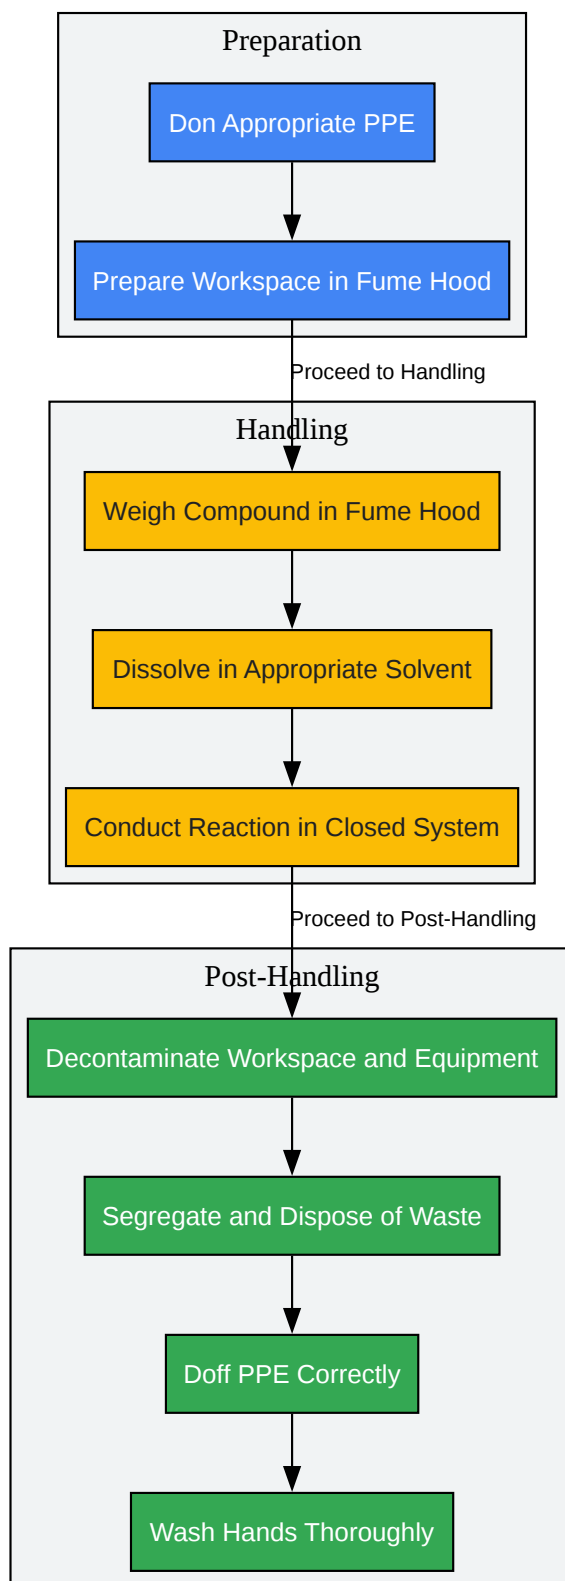 Preparation
Don Appropriate PPE
Prepare Workspace in Fume Hood
Proceed to Handling
Handling
Weigh Compound in Fume Hood
Dissolve in Appropriate Solvent
Conduct Reaction in Closed System
Proceed to Post-Handling
Post-Handling
Decontaminate Workspace and Equipment
Segregate and Dispose of Waste
Doff PPE Correctly
Wash Hands Thoroughly